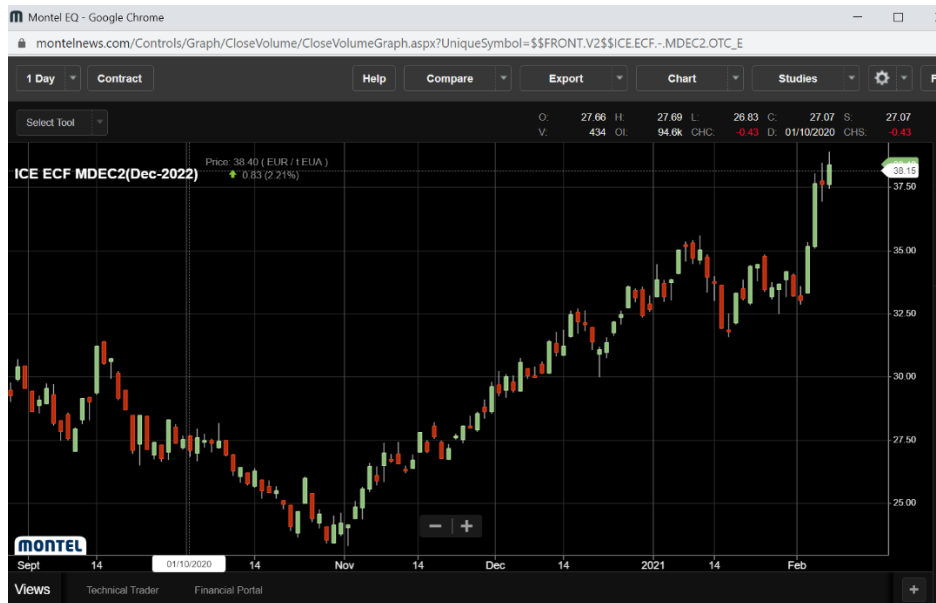 Montel EQ - Google Chrome
montelnews.com/Controls/Graph/CloseVolume/CloseVolumeGraph.aspx?UniqueSymbol=$$FRONT.V2$$ICE.ECF.-.MDEC2.OTC_E
1 Day Contract Help Compare Export Chart Studies F
Select Tool O: 27.66 H: 27.69 L: 26.83 C: 27.07 S: 27.07
V: 434 OI: 94.6k CHC: -0.43 D: 01/10/2020 CHS: -0.43
Price: 38.40 ( EUR / t EUA )
ICE ECF MDEC2(Dec-2022) 0.83 (2.21%)
38.15
37.50
35.00
32.50
30.00
27.50
25.00
MONTEL
Sept 14 01/10/2020 14 Nov 14 Dec 14 2021 14 Feb
Views Technical Trader Financial Portal